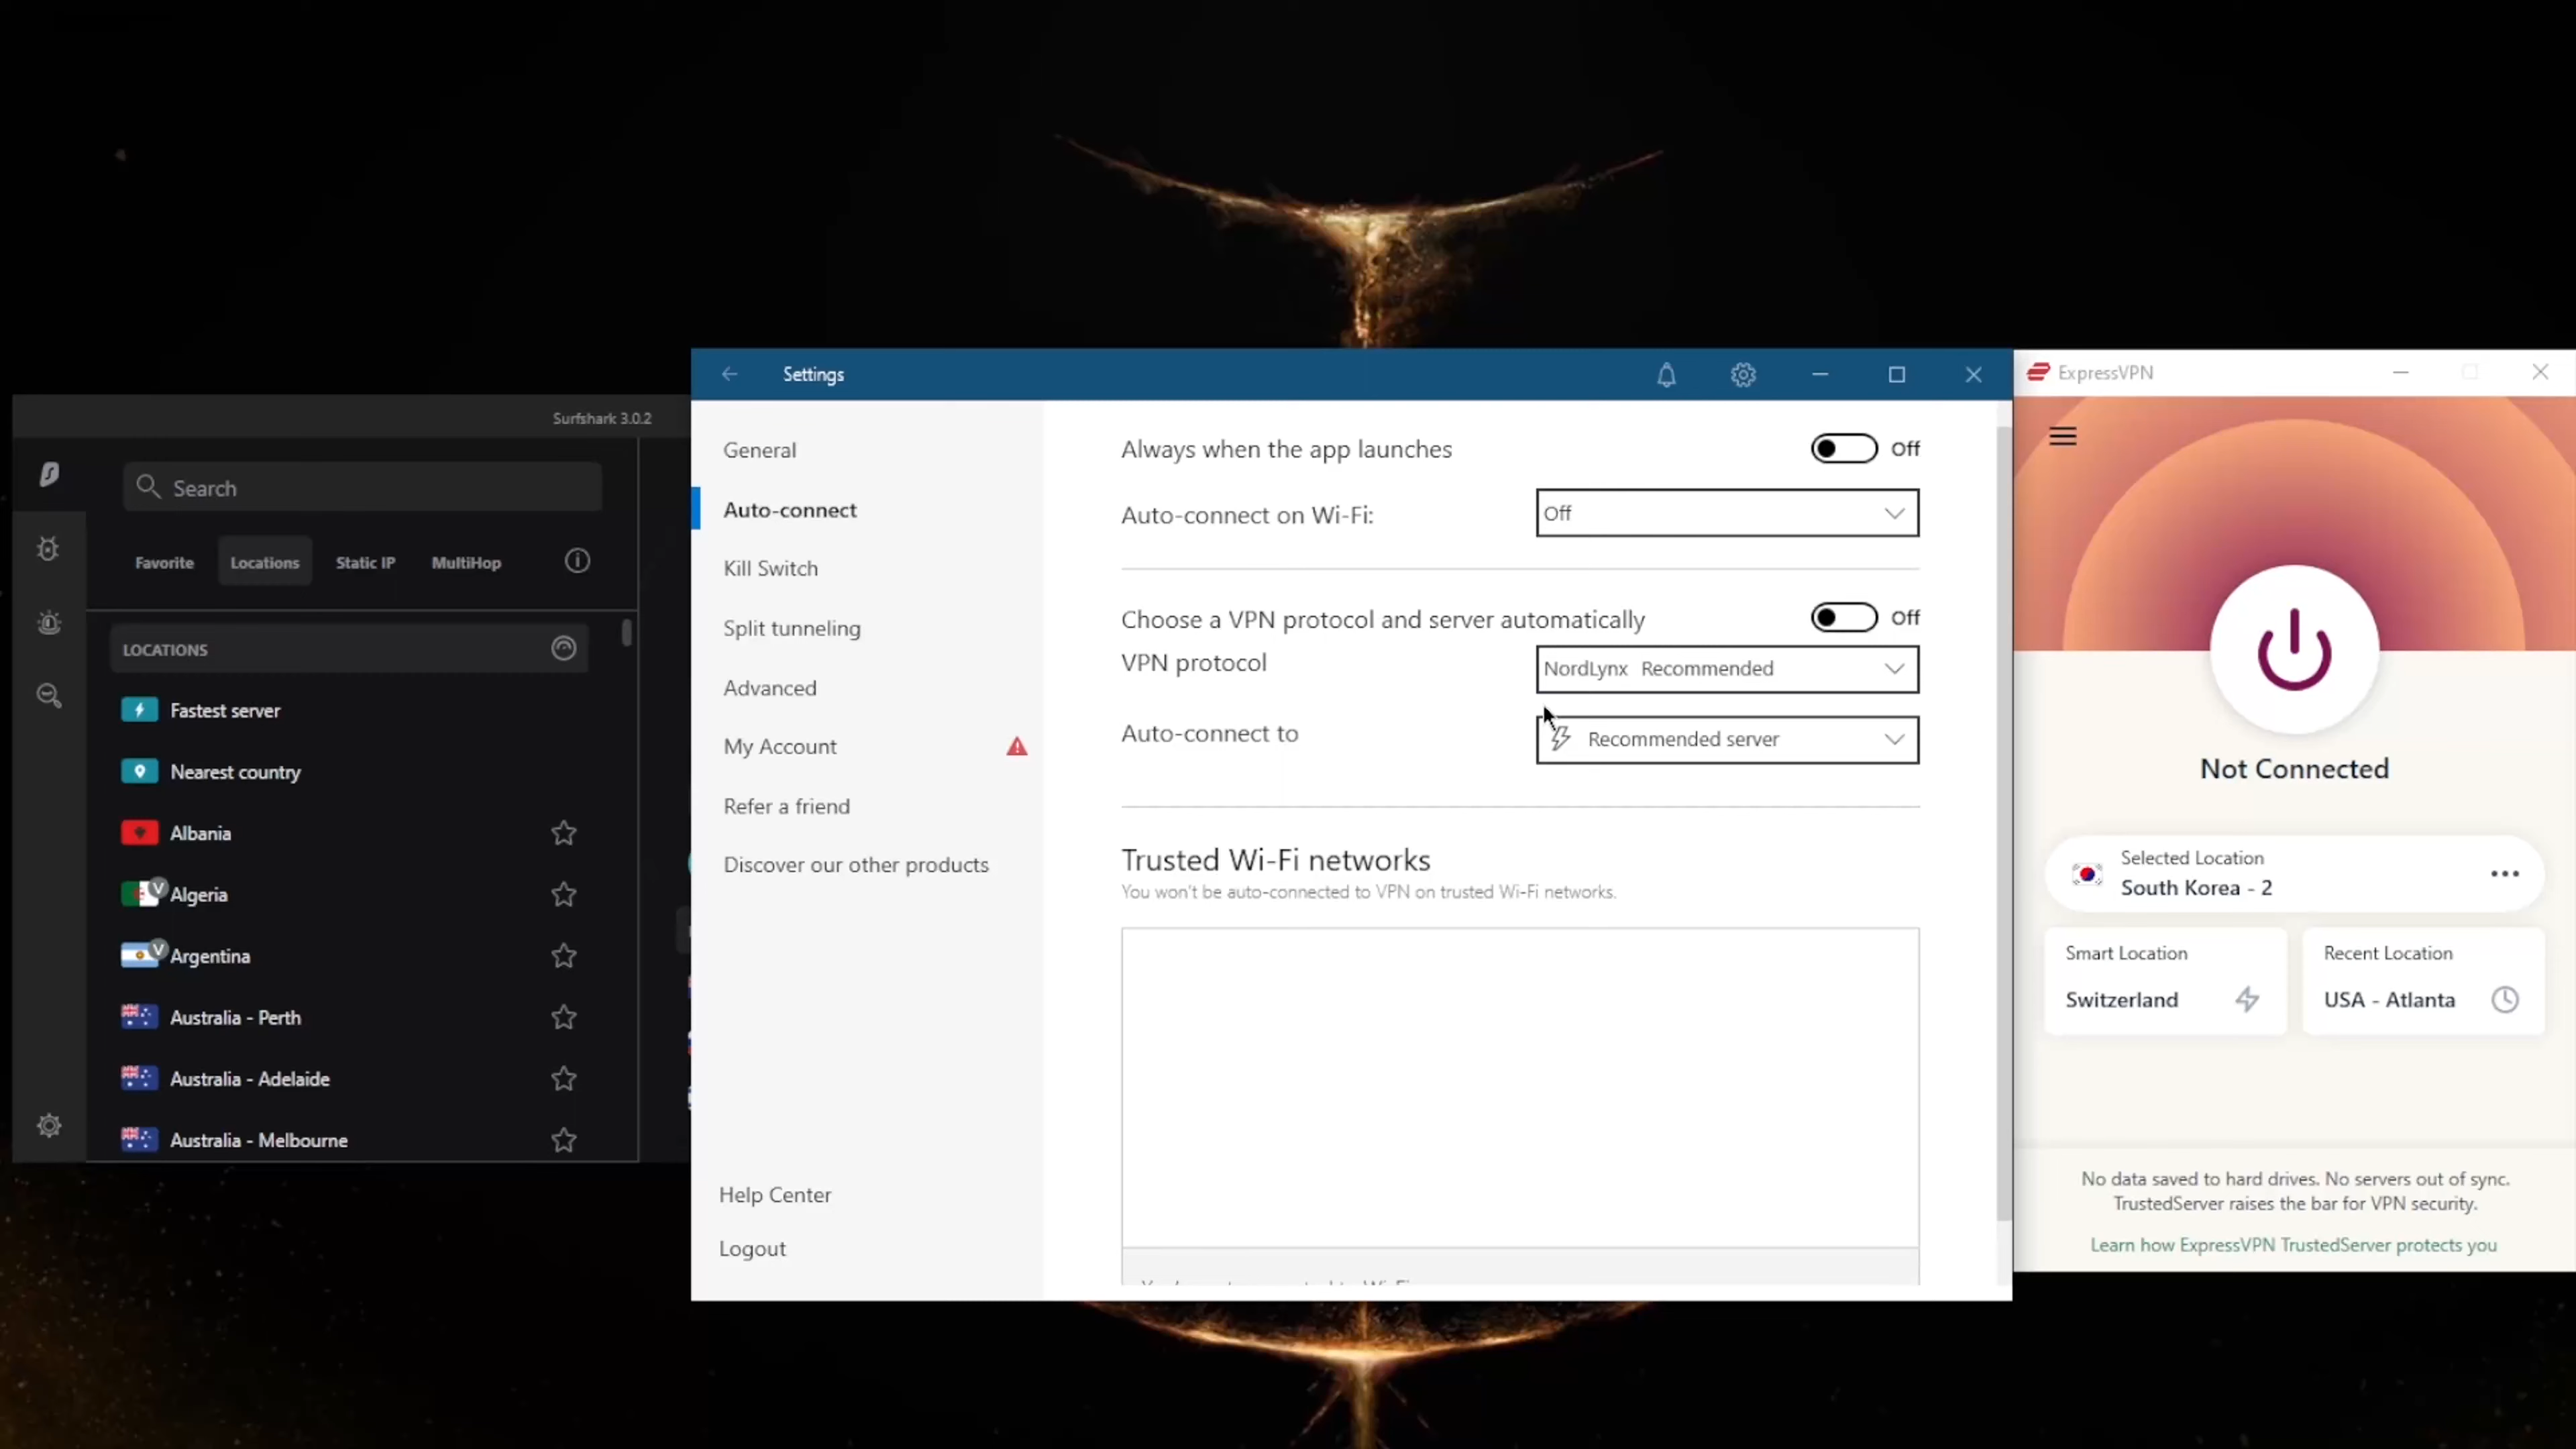 Surfshark 3.0.2
Search
Favorite
Locations
Static IP
MultiHop
LOCATIONS
Fastest server
Nearest country
Albania
V
Algeria
V
Argentina
Australia - Perth
Australia - Adelaide
Australia - Melbourne
Settings
General
Auto-connect
Kill Switch
Split tunneling
Advanced
My Account
Refer a friend
Discover our other products
Help Center
Logout
Always when the app launches
Off
Auto-connect on Wi-Fi:
Off
Choose a VPN protocol and server automatically
Off
VPN protocol
NordLynx Recommended
Auto-connect to
Recommended server
Trusted Wi-Fi networks
You won't be auto-connected to VPN on trusted Wi-Fi networks.
ExpressVPN
Not Connected
Selected Location
South Korea - 2
Smart Location
Switzerland
Recent Location
USA - Atlanta
No data saved to hard drives. No servers out of sync.
TrustedServer raises the bar for VPN security.
Learn how ExpressVPN TrustedServer protects you